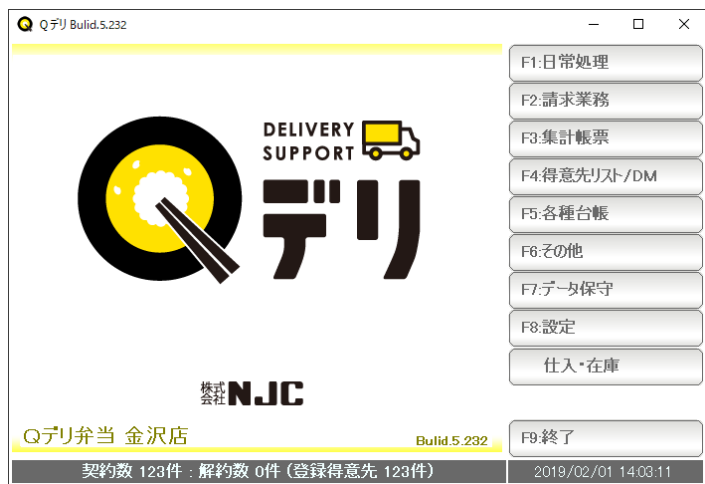 Qデリ Bulid.5.232
DELIVERY
SUPPORT
デリ
株式
会社 NJC
Qデリ弁当 金沢店
Bulid.5.232
契約数 123件 : 解約数 0件 (登録得意先 123件)
F1:日常処理
F2:請求業務
F3:集計帳票
F4:得意先リスト/DM
F5:各種台帳
F6:その他
F7:データ保守
F8:設定
仕入・在庫
F9:終了
2019/02/01 14:03:11